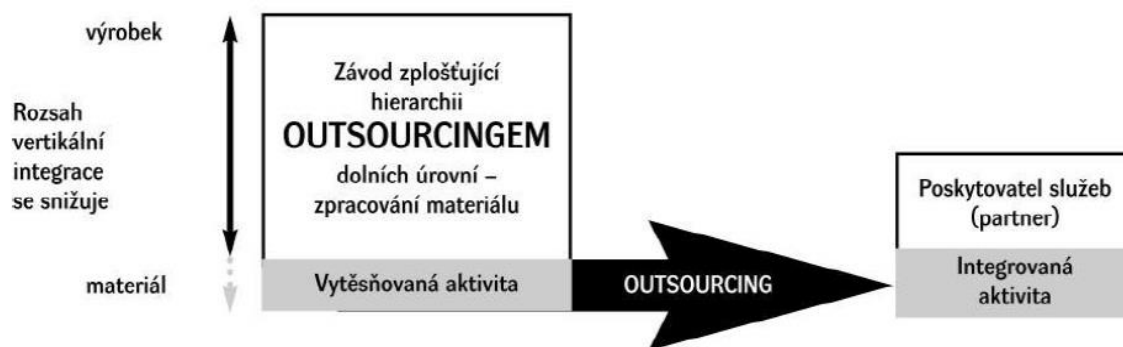 výrobek
Rozsah
vertikální
integrace
se snižuje
materiál
Závod zplošťující
hierarchii
OUTSOURCINGEM
dolních úrovní –
zpracování materiálu
Vytěsňovaná aktivita
OUTSOURCING
Poskytovatel služeb
(partner)
Integrovaná
aktivita